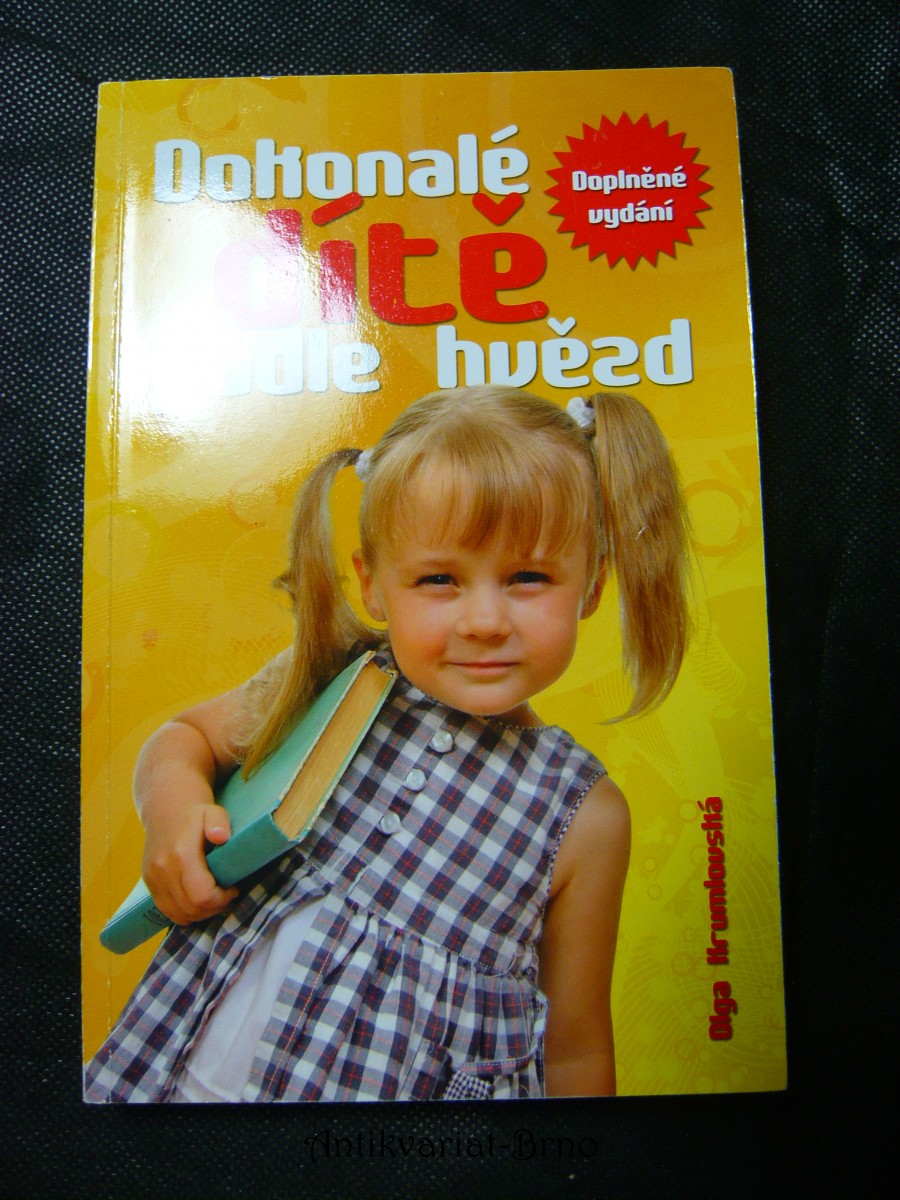 Dokonalé
dítě
podle hvězd
Doplněné
vydání
Olga Krumlovská
Antikvariat-Brno